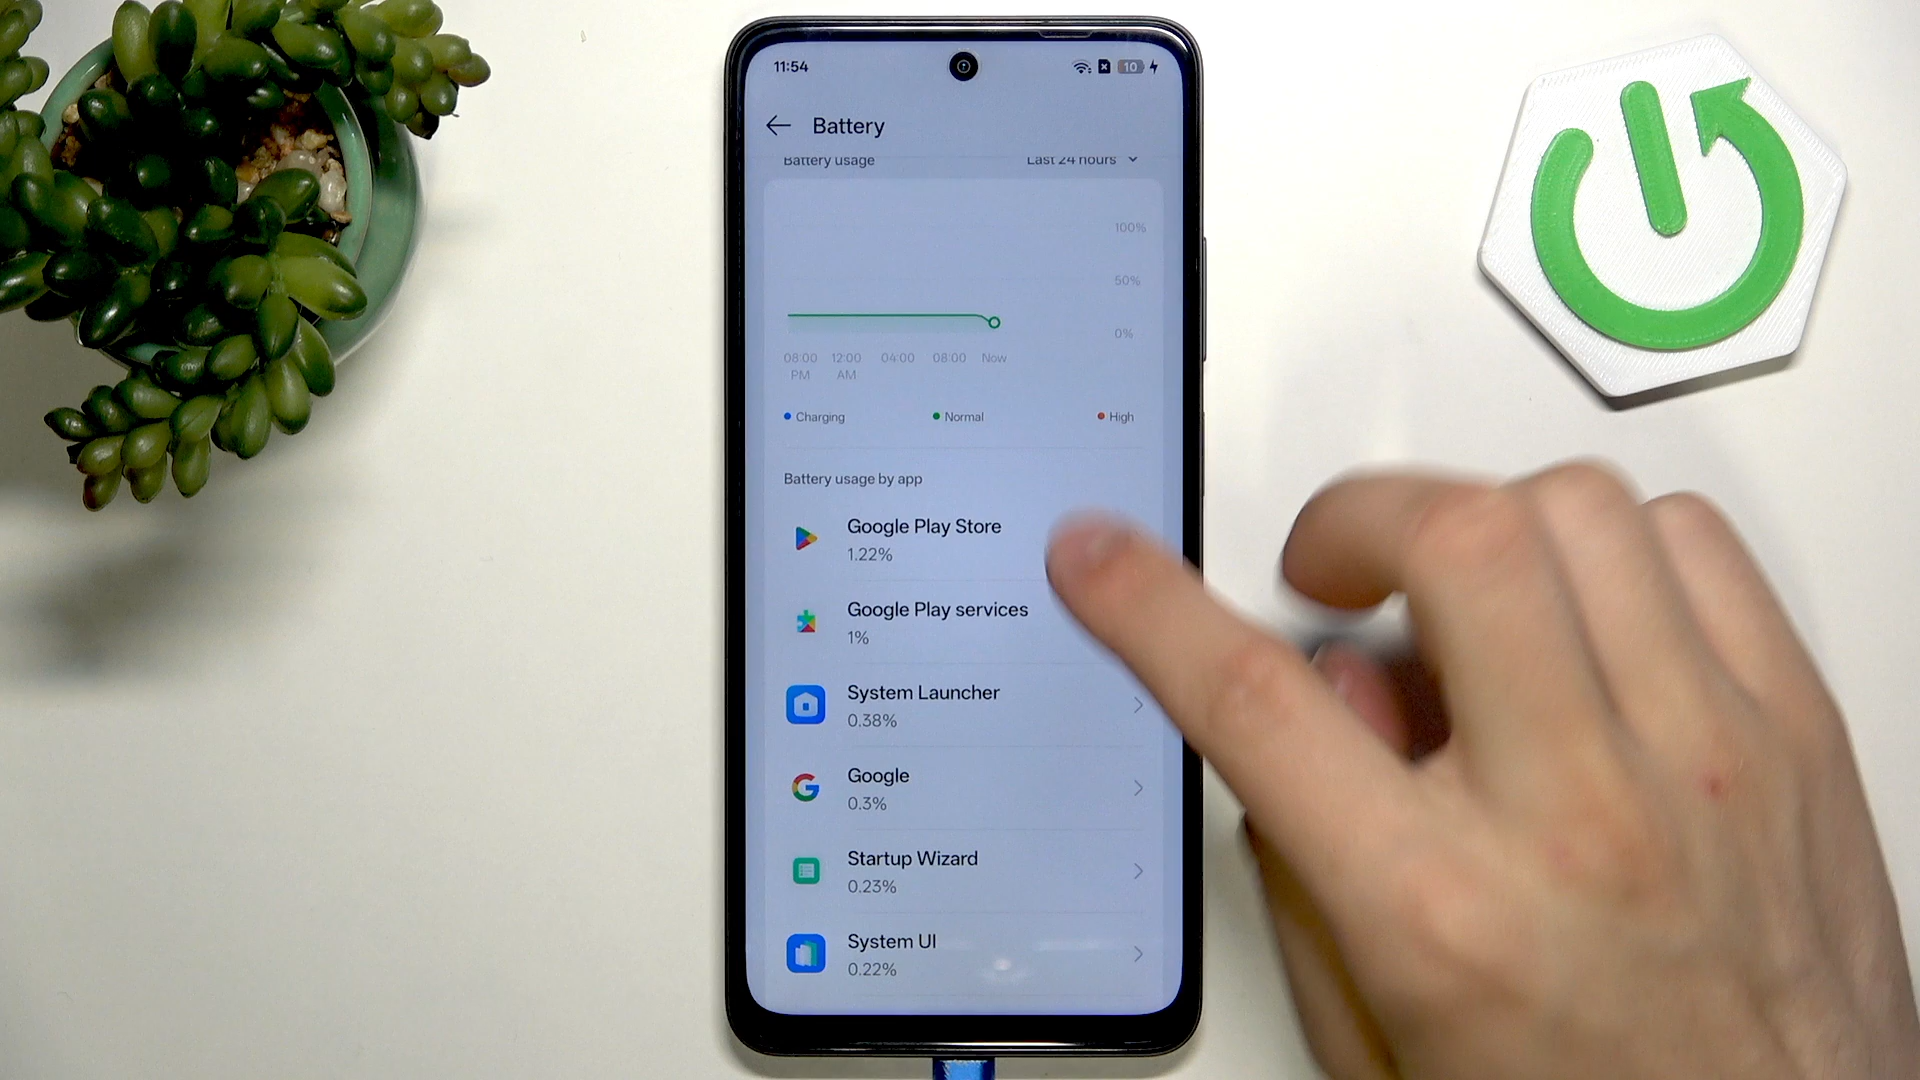 11:54
10
Battery
Battery usage Last 24 hours
100%
50%
0%
08:00 12:00 04:00 08:00 Now
PM AM
Charging Normal High
Battery usage by app
Google Play Store
1.22%
Google Play services
1%
System Launcher
0.38%
Google
0.3%
Startup Wizard
0.23%
System UI
0.22%